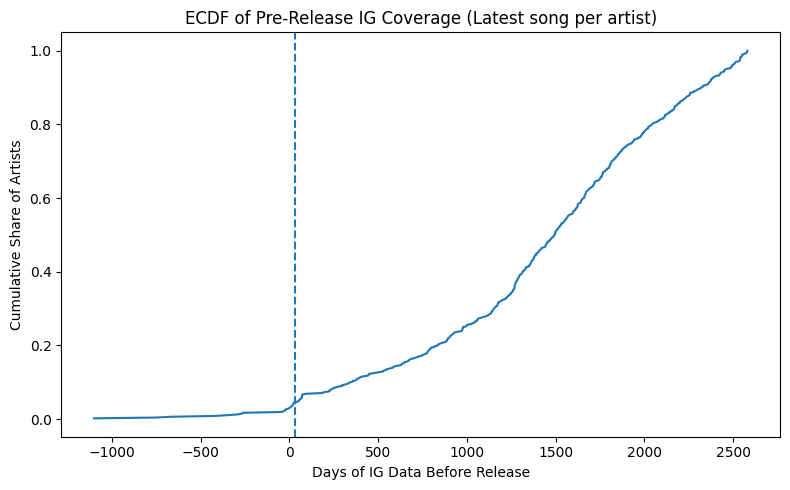 ECDF of Pre-Release IG Coverage (Latest song per artist)
Cumulative Share of Artists
1.0
0.8
0.6
0.4
0.2
0.0
−1000 −500 0 500 1000 1500 2000 2500
Days of IG Data Before Release